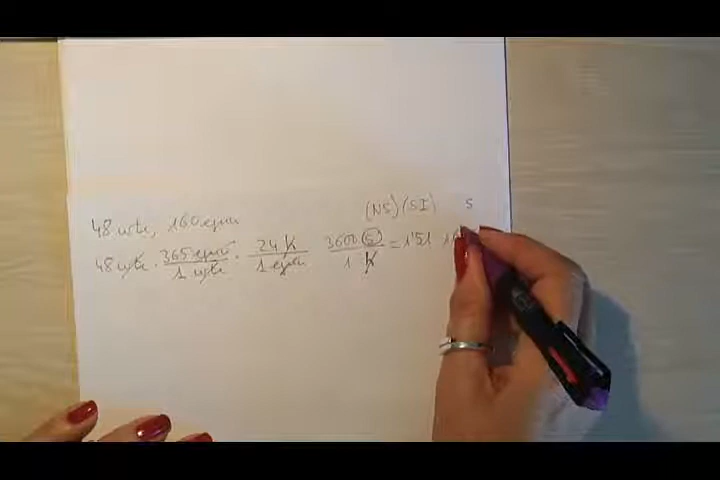 48 urte, 160 egun (NS) (SI) s
48 urte · 365 egun / 1 urte · 24 h / 1 egun 3600 s / 1 h = 1'51